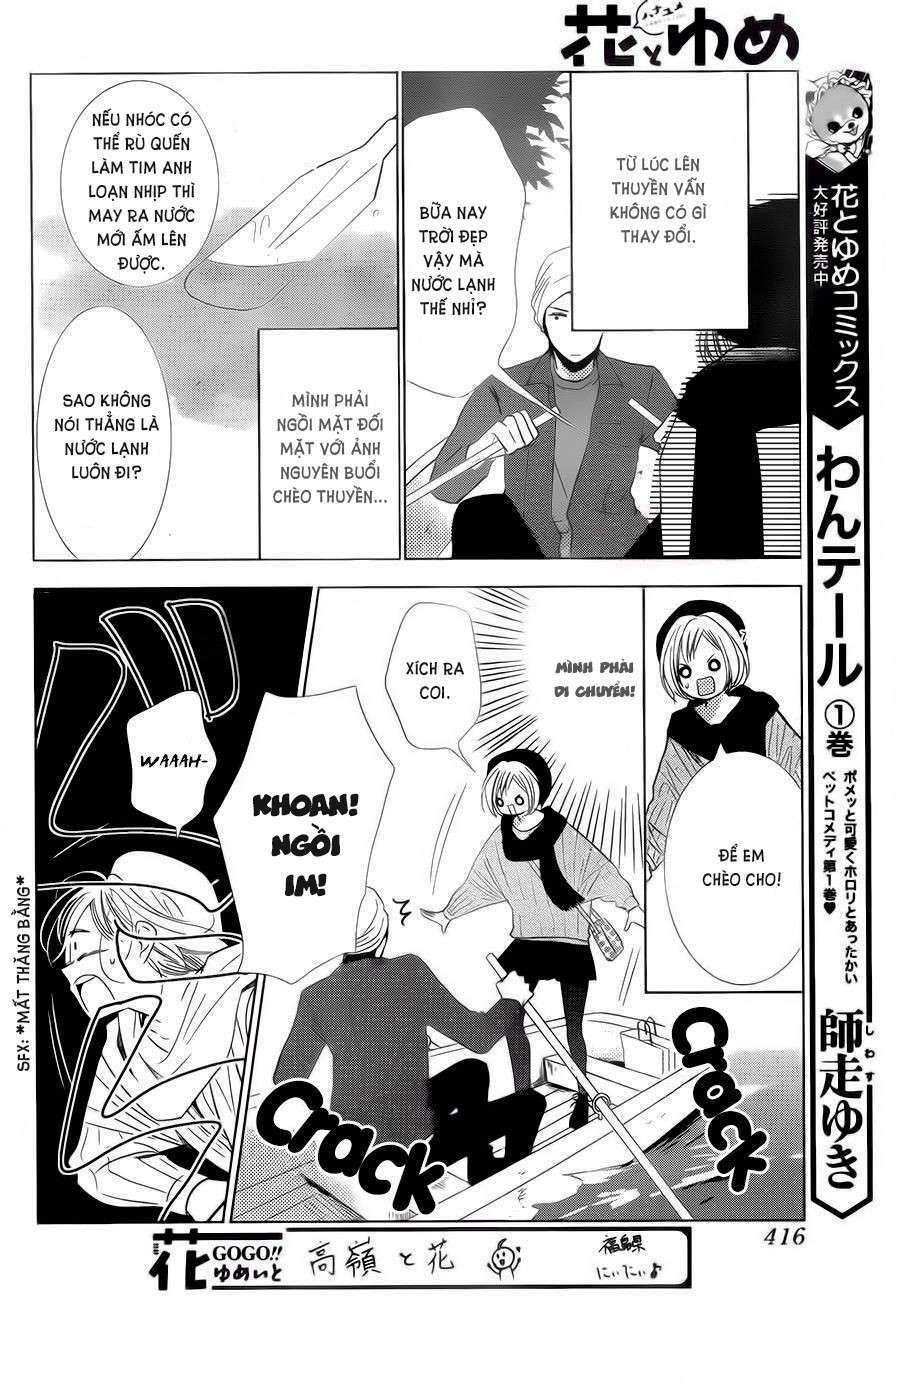 花とゆめ
TỪ LÚC LÊN
THUYỀN VẪN
KHÔNG CÓ GÌ
THAY ĐỔI.
BỮA NAY
TRỜI ĐẸP
VẬY MÀ
NƯỚC LẠNH
THẾ NHỈ?
NẾU NHÓC CÓ
THỂ RÙ QUẾN
LÀM TIM ANH
LOẠN NHỊP THÌ
MAY RA NƯỚC
MỚI ẤM LÊN
ĐƯỢC.
MÌNH PHẢI
NGỒI MẶT ĐỐI
MẶT VỚI ẢNH
NGUYÊN BUỔI
CHÈO THUYỀN...
SAO KHÔNG
NÓI THẲNG LÀ
NƯỚC LẠNH
LUÔN ĐI?
MÌNH PHẢI
DI CHUYỂN!
ĐỂ EM
CHÈO CHO!
XÍCH RA
COI.
KHOAN!
NGỒI
IM!
WAAAH-
SFX: *MẤT THĂNG BẰNG*
Crack
Crack
花とゆめコミックス
大好評発売中
わんテール①巻
ポメッと可愛くホロリとあったかい
ペットコメディ第1巻♥
師走ゆき
しわす
416
花
GOGO!!
ゆめいと
高嶺と花
福島県
にぃにぃ♪